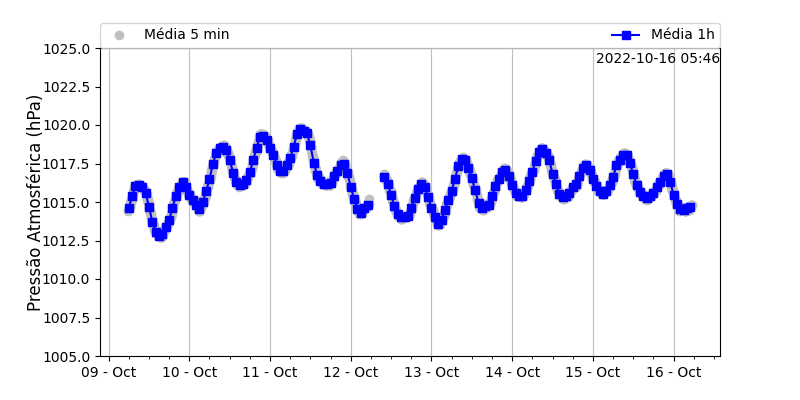 Média 5 min
Média 1h
2022-10-16 05:46
Pressão Atmosférica (hPa)
1025.0
1022.5
1020.0
1017.5
1015.0
1012.5
1010.0
1007.5
1005.0
09 - Oct
10 - Oct
11 - Oct
12 - Oct
13 - Oct
14 - Oct
15 - Oct
16 - Oct